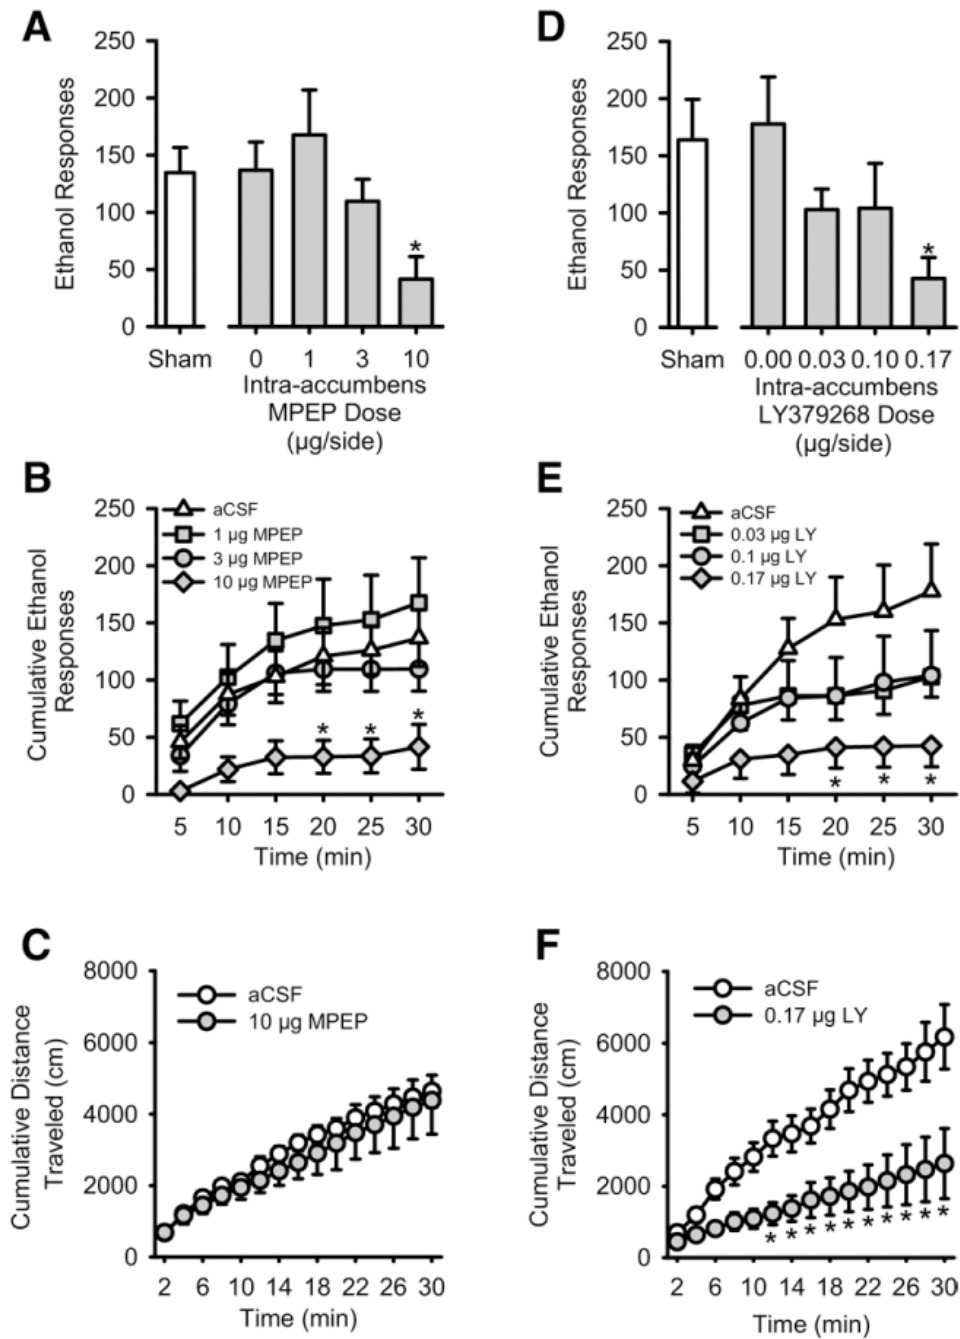 A
250
200
150
100
50
0
Ethanol Responses
*
Sham 0 1 3 10
Intra-accumbens
MPEP Dose
(µg/side)
D
250
200
150
100
50
0
Ethanol Responses
*
Sham 0.00 0.03 0.10 0.17
Intra-accumbens
LY379268 Dose
(µg/side)
B
250
200
150
100
50
0
Cumulative Ethanol
Responses
aCSF
1 µg MPEP
3 µg MPEP
10 µg MPEP
* * *
5 10 15 20 25 30
Time (min)
E
250
200
150
100
50
0
Cumulative Ethanol
Responses
aCSF
0.03 µg LY
0.1 µg LY
0.17 µg LY
* * *
5 10 15 20 25 30
Time (min)
C
8000
6000
4000
2000
0
Cumulative Distance
Traveled (cm)
aCSF
10 µg MPEP
2 6 10 14 18 22 26 30
Time (min)
F
8000
6000
4000
2000
0
Cumulative Distance
Traveled (cm)
aCSF
0.17 µg LY
* * * * * * * * * *
2 6 10 14 18 22 26 30
Time (min)